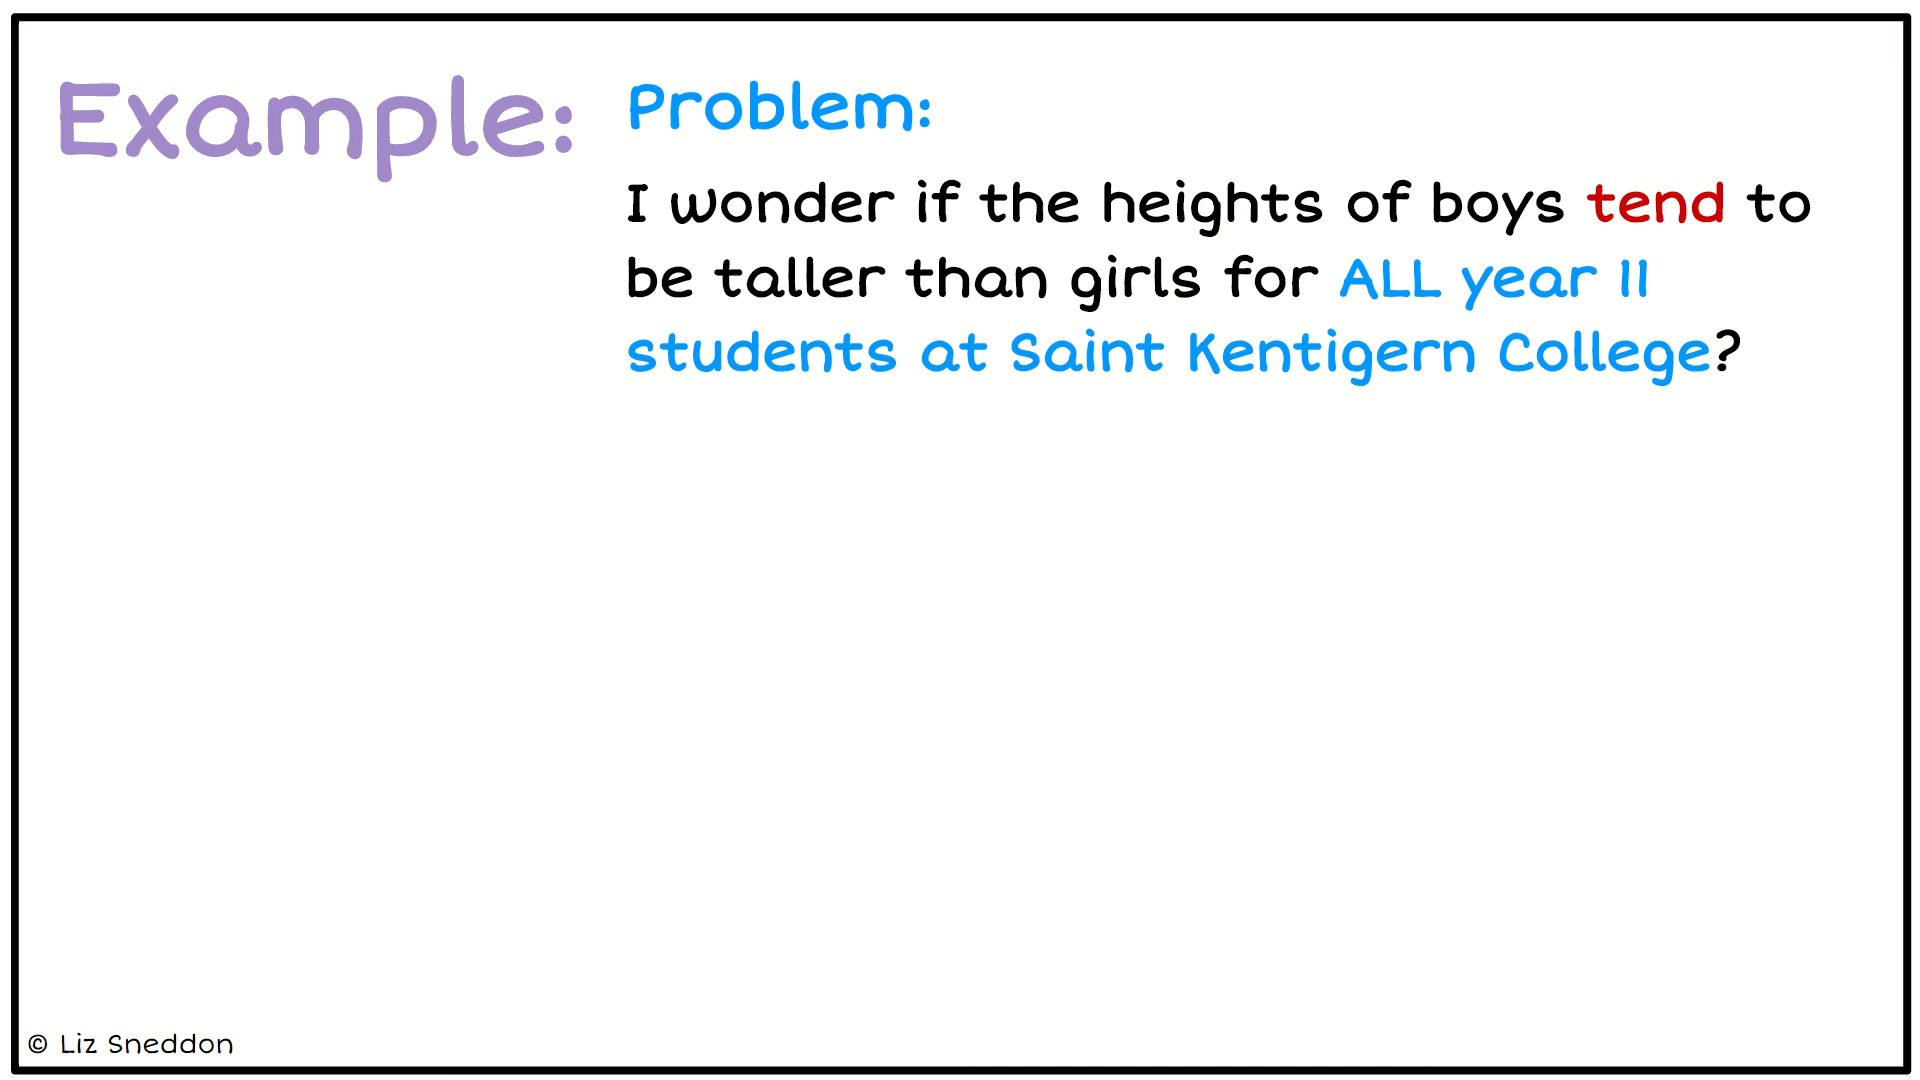 Example:
Problem:
I wonder if the heights of boys tend to
be taller than girls for ALL year 11
students at Saint Kentigern College?
© Liz Sneddon